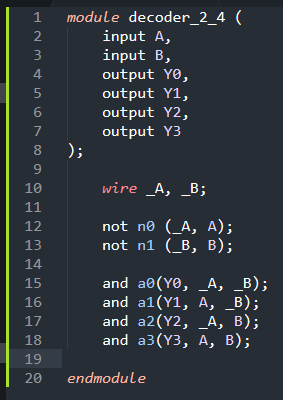 1 module decoder_2_4 (
2 input A,
3 input B,
4 output Y0,
5 output Y1,
6 output Y2,
7 output Y3
8 );
9
10 wire _A, _B;
11
12 not n0 (_A, A);
13 not n1 (_B, B);
14
15 and a0(Y0, _A, _B);
16 and a1(Y1, A, _B);
17 and a2(Y2, _A, B);
18 and a3(Y3, A, B);
19
20 endmodule